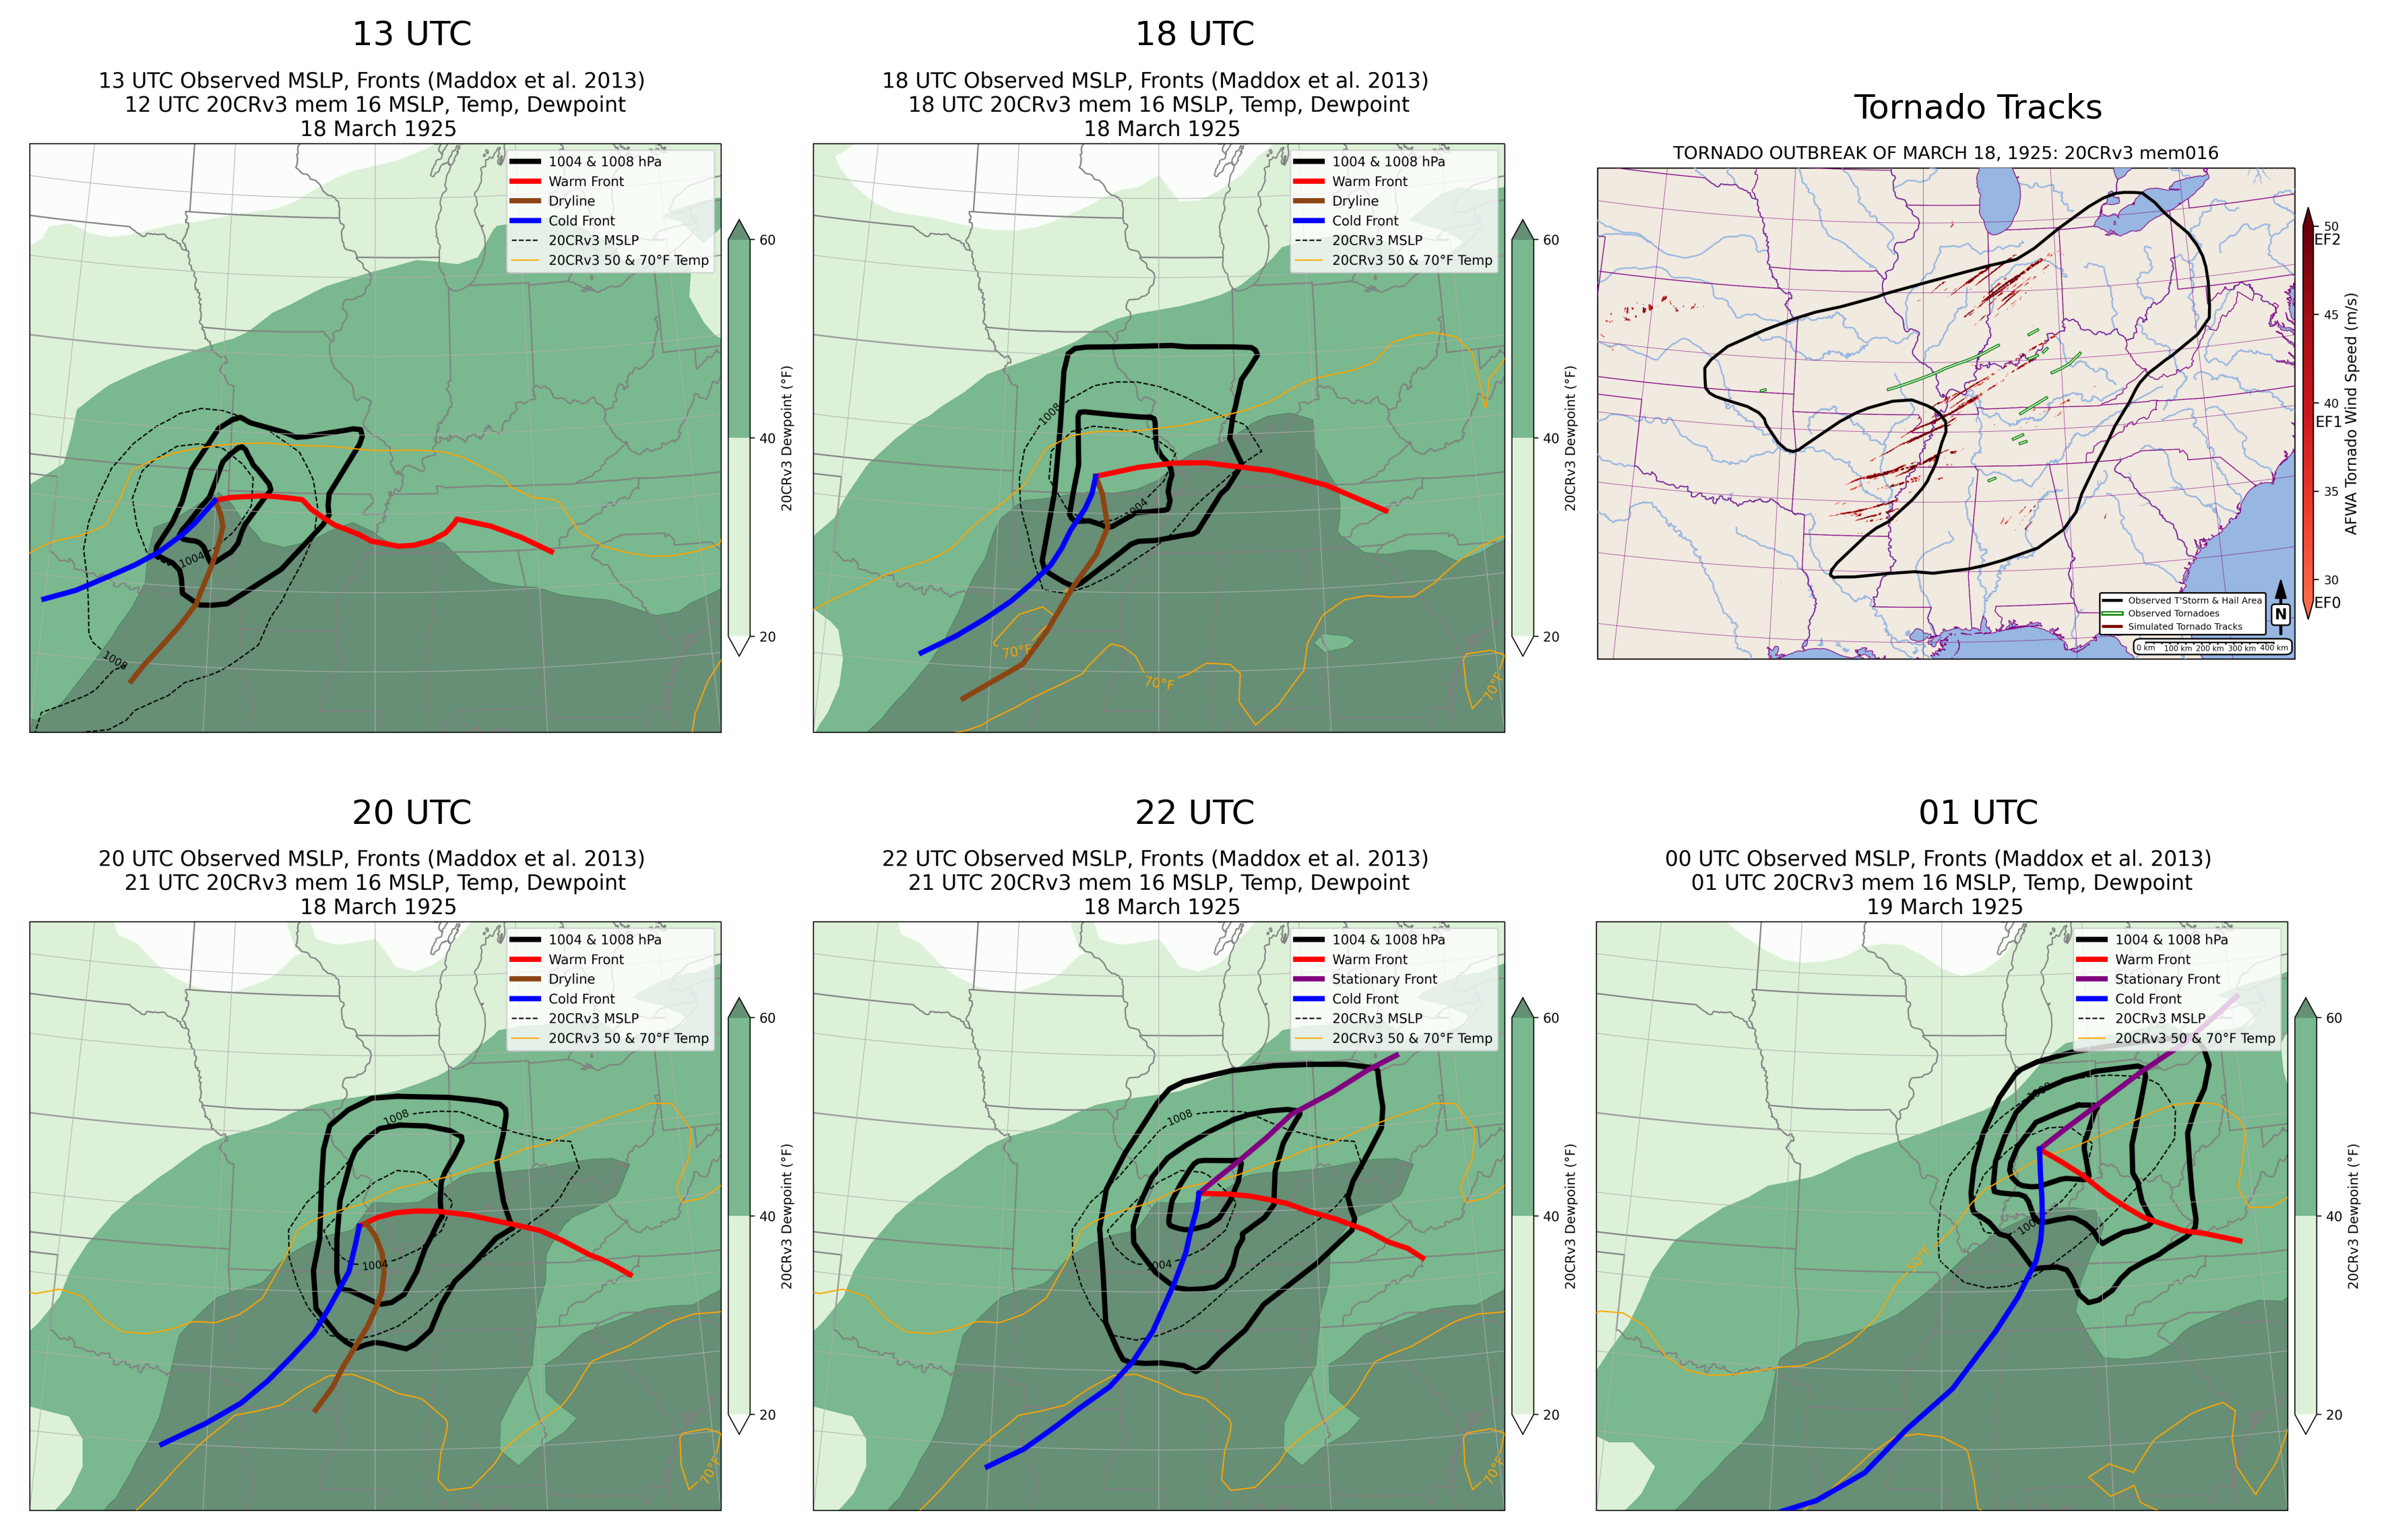 13 UTC
13 UTC Observed MSLP, Fronts (Maddox et al. 2013)
12 UTC 20CRv3 mem 16 MSLP, Temp, Dewpoint
18 March 1925
1004 & 1008 hPa
Warm Front
Dryline
Cold Front
20CRv3 MSLP
20CRv3 50 & 70°F Temp
1004
1008
60
40
20
20CRv3 Dewpoint (°F)
18 UTC
18 UTC Observed MSLP, Fronts (Maddox et al. 2013)
18 UTC 20CRv3 mem 16 MSLP, Temp, Dewpoint
18 March 1925
1004 & 1008 hPa
Warm Front
Dryline
Cold Front
20CRv3 MSLP
20CRv3 50 & 70°F Temp
1008
1004
70°F
70°F
70°F
60
40
20
20CRv3 Dewpoint (°F)
Tornado Tracks
TORNADO OUTBREAK OF MARCH 18, 1925: 20CRv3 mem016
50
EF2
45
40
EF1
35
30
EF0
AFWA Tornado Wind Speed (m/s)
Observed T'Storm & Hail Area
Observed Tornadoes
Simulated Tornado Tracks
N
0 km 100 km 200 km 300 km 400 km
20 UTC
20 UTC Observed MSLP, Fronts (Maddox et al. 2013)
21 UTC 20CRv3 mem 16 MSLP, Temp, Dewpoint
18 March 1925
1004 & 1008 hPa
Warm Front
Dryline
Cold Front
20CRv3 MSLP
20CRv3 50 & 70°F Temp
1008
1004
70°F
60
40
20
20CRv3 Dewpoint (°F)
22 UTC
22 UTC Observed MSLP, Fronts (Maddox et al. 2013)
21 UTC 20CRv3 mem 16 MSLP, Temp, Dewpoint
18 March 1925
1004 & 1008 hPa
Warm Front
Stationary Front
Cold Front
20CRv3 MSLP
20CRv3 50 & 70°F Temp
1008
1004
70°F
60
40
20
20CRv3 Dewpoint (°F)
01 UTC
00 UTC Observed MSLP, Fronts (Maddox et al. 2013)
01 UTC 20CRv3 mem 16 MSLP, Temp, Dewpoint
19 March 1925
1004 & 1008 hPa
Warm Front
Stationary Front
Cold Front
20CRv3 MSLP
20CRv3 50 & 70°F Temp
50°F
60
40
20
20CRv3 Dewpoint (°F)